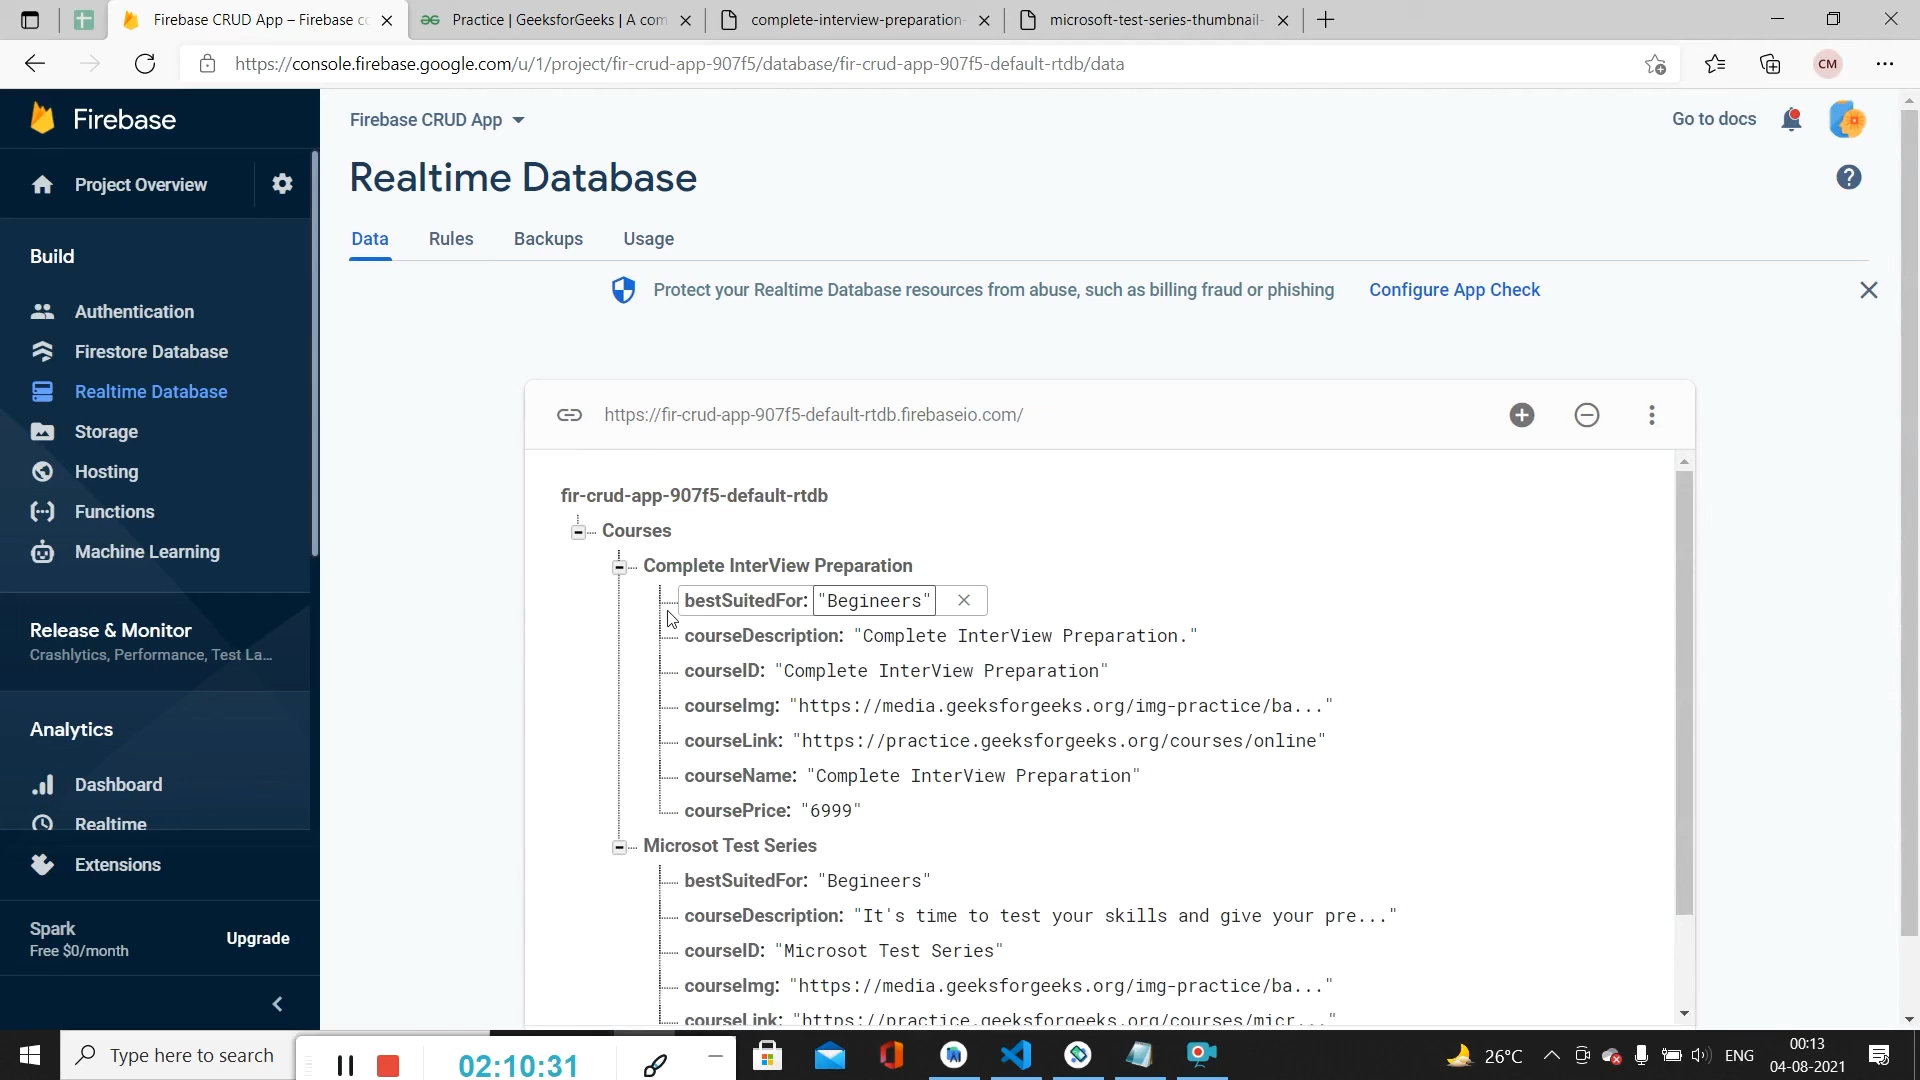 Firebase CRUD App – Firebase co
Practice | GeeksforGeeks | A com
complete-interview-preparation-
microsoft-test-series-thumbnail-
https://console.firebase.google.com/u/1/project/fir-crud-app-907f5/database/fir-crud-app-907f5-default-rtdb/data
CM
Firebase
Firebase CRUD App
Go to docs
Project Overview
Realtime Database
Data Rules Backups Usage
Build
Protect your Realtime Database resources from abuse, such as billing fraud or phishing Configure App Check
Authentication
Firestore Database
Realtime Database
Storage
Hosting
Functions
Machine Learning
Release & Monitor
Crashlytics, Performance, Test La...
Analytics
Dashboard
Realtime
Extensions
Spark
Free $0/month
Upgrade
https://fir-crud-app-907f5-default-rtdb.firebaseio.com/
fir-crud-app-907f5-default-rtdb
Courses
Complete InterView Preparation
bestSuitedFor: "Begineers"
courseDescription: "Complete InterView Preparation."
courseID: "Complete InterView Preparation"
courseImg: "https://media.geeksforgeeks.org/img-practice/ba..."
courseLink: "https://practice.geeksforgeeks.org/courses/online"
courseName: "Complete InterView Preparation"
coursePrice: "6999"
Microsot Test Series
bestSuitedFor: "Begineers"
courseDescription: "It's time to test your skills and give your pre..."
courseID: "Microsot Test Series"
courseImg: "https://media.geeksforgeeks.org/img-practice/ba..."
courseLink: "https://practice.geeksforgeeks.org/courses/micr..."
Type here to search
02:10:31
26°C
ENG
00:13
04-08-2021